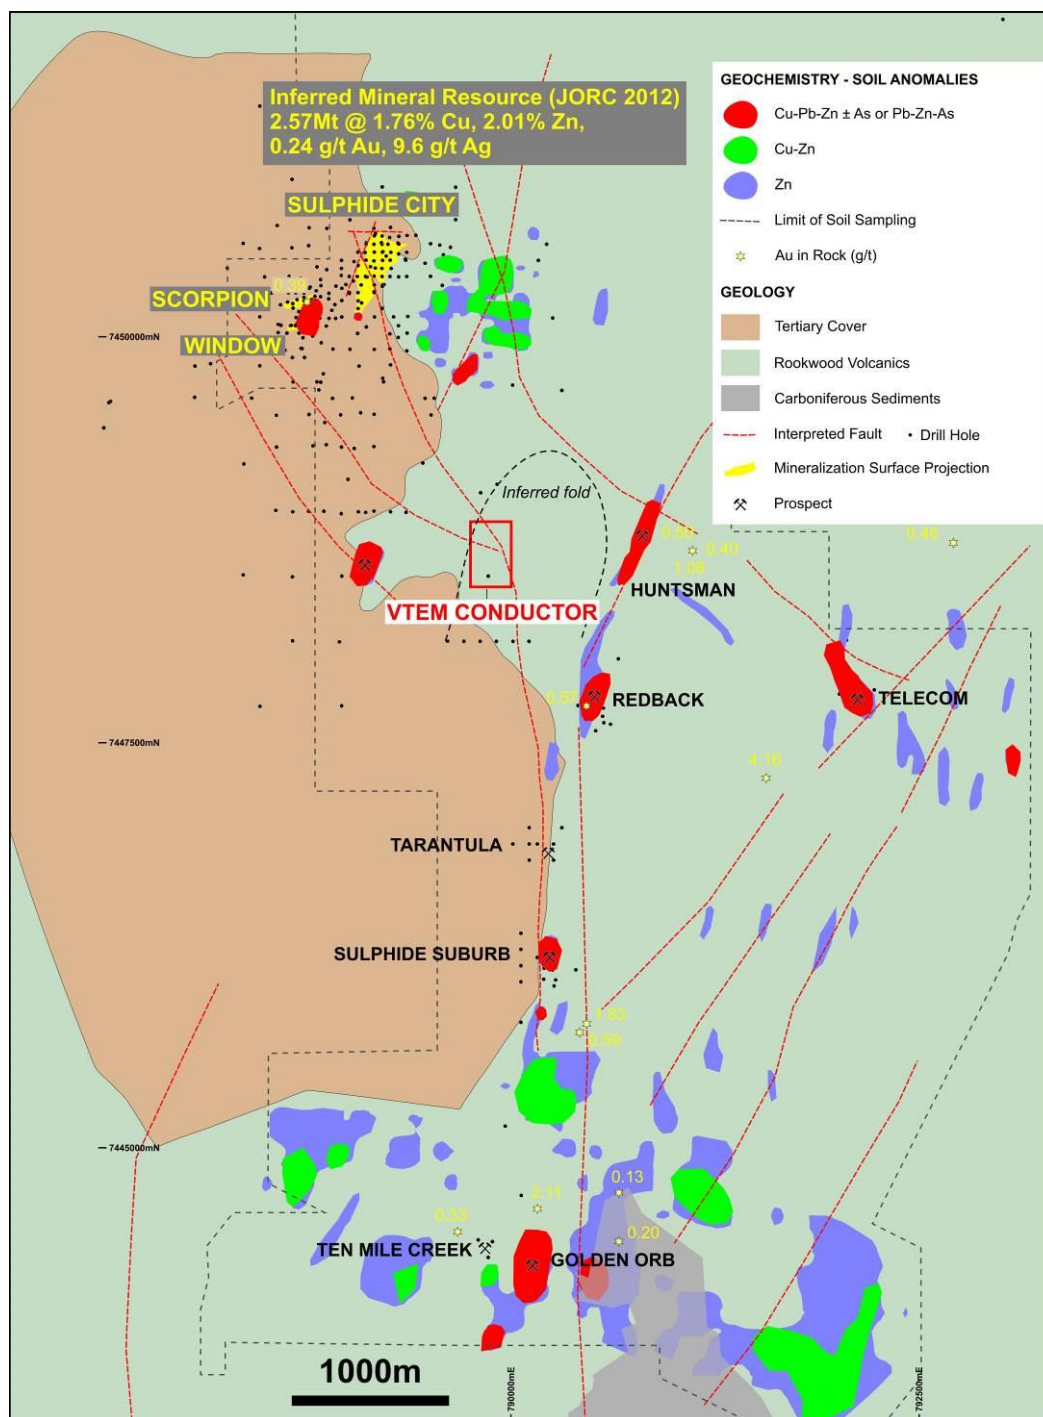 Inferred Mineral Resource (JORC 2012)
2.57Mt @ 1.76% Cu, 2.01% Zn,
0.24 g/t Au, 9.6 g/t Ag
SULPHIDE CITY
0.39
SCORPION
WINDOW
7450000mN
GEOCHEMISTRY - SOIL ANOMALIES
Cu-Pb-Zn ± As or Pb-Zn-As
Cu-Zn
Zn
Limit of Soil Sampling
Au in Rock (g/t)
GEOLOGY
Tertiary Cover
Rookwood Volcanics
Carboniferous Sediments
Interpreted Fault
Drill Hole
Mineralization Surface Projection
Prospect
Inferred fold
0.40
1.08
0.46
HUNTSMAN
VTEM CONDUCTOR
0.57
REDBACK
TELECOM
7447500mN
4.16
TARANTULA
SULPHIDE SUBURB
1.63
0.59
7445000mN
0.13
2.11
0.33
0.20
TEN MILE CREEK
GOLDEN ORB
1000m
790000mE
792500mE